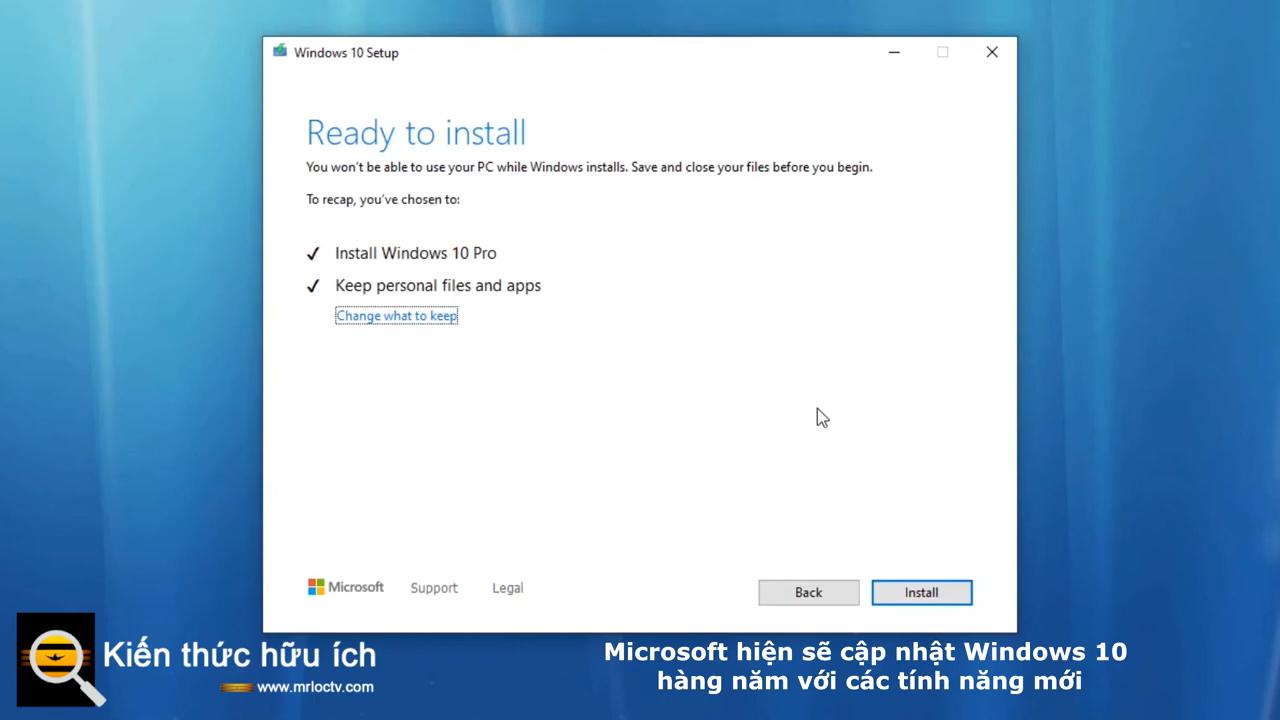 Windows 10 Setup
Ready to install
You won't be able to use your PC while Windows installs. Save and close your files before you begin.
To recap, you've chosen to:
Install Windows 10 Pro
Keep personal files and apps
Change what to keep
Microsoft Support Legal
Back Install
Kiến thức hữu ích
www.mrloctv.com
Microsoft hiện sẽ cập nhật Windows 10
hàng năm với các tính năng mới